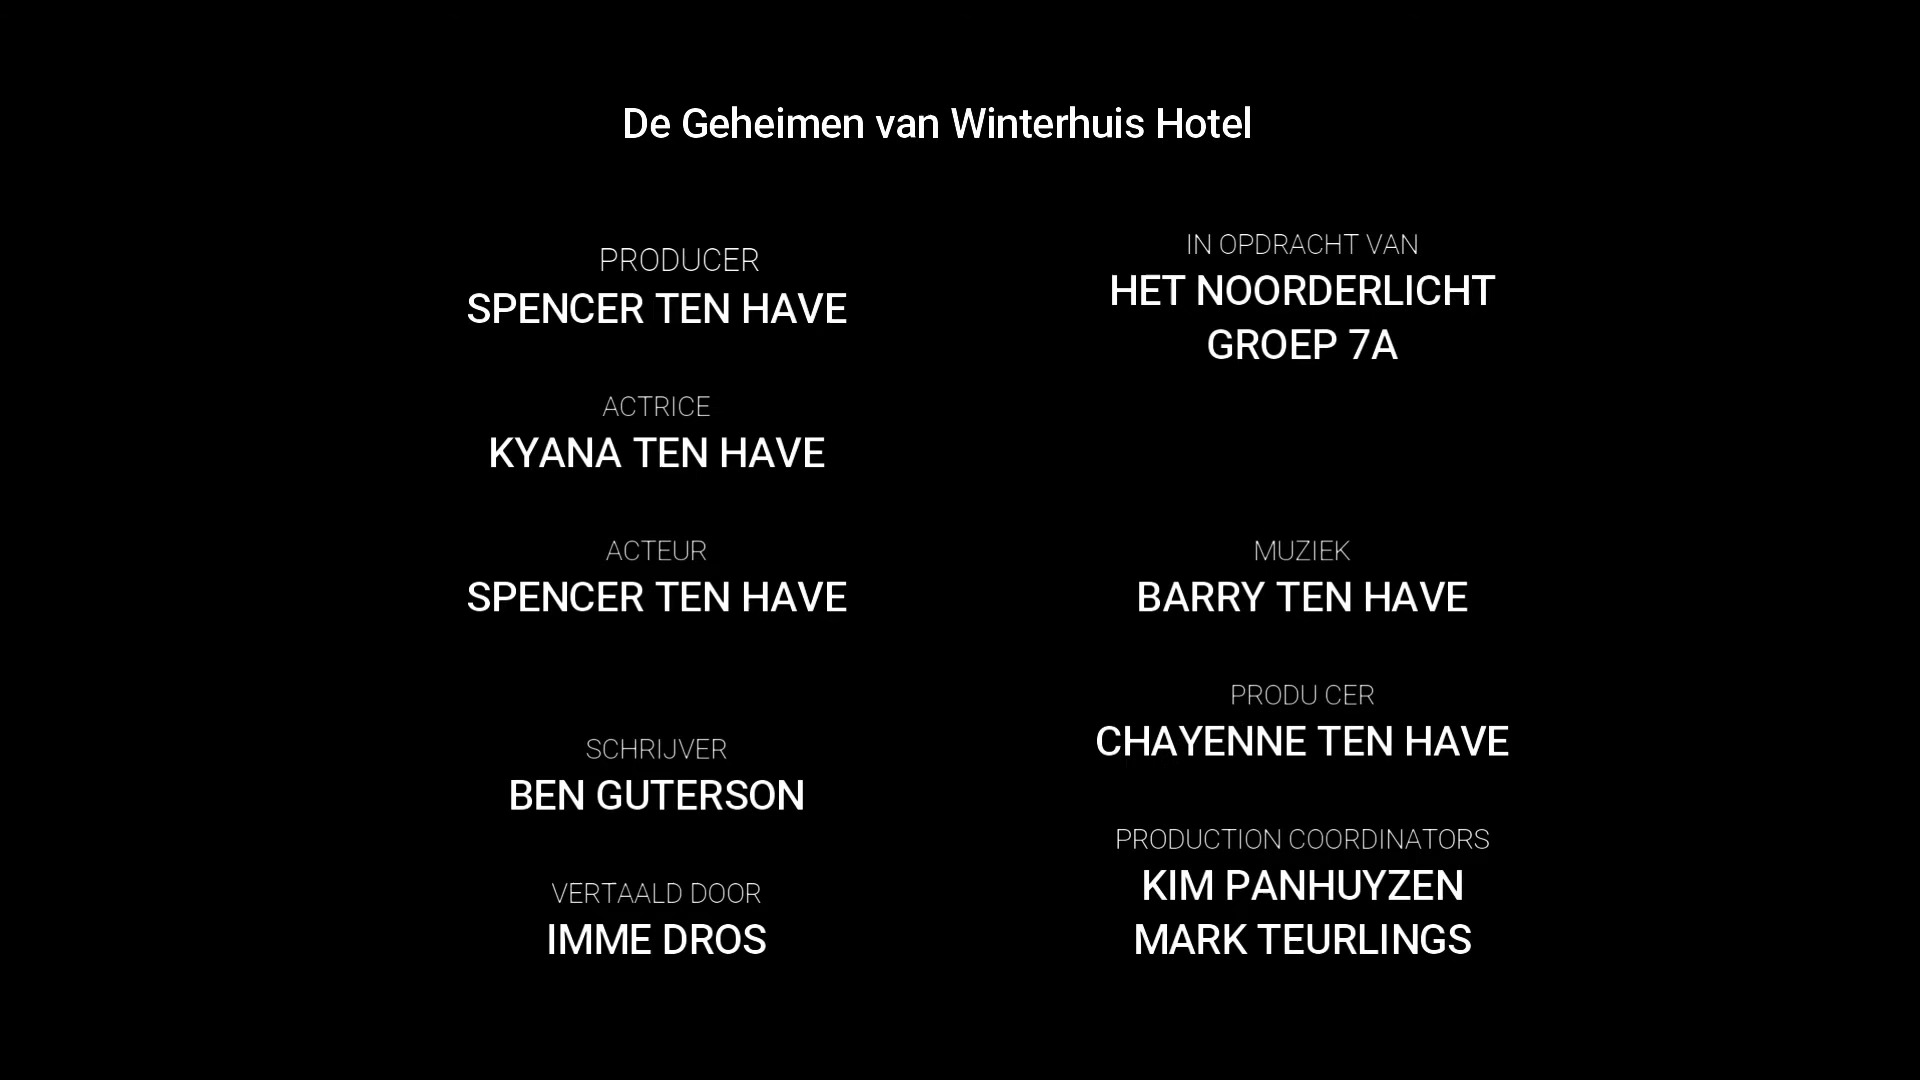 De Geheimen van Winterhuis Hotel
PRODUCER
SPENCER TEN HAVE
ACTRICE
KYANA TEN HAVE
ACTEUR
SPENCER TEN HAVE
SCHRIJVER
BEN GUTERSON
VERTAALD DOOR
IMME DROS
IN OPDRACHT VAN
HET NOORDERLICHT
GROEP 7A
MUZIEK
BARRY TEN HAVE
PRODU CER
CHAYENNE TEN HAVE
PRODUCTION COORDINATORS
KIM PANHUYZEN
MARK TEURLINGS